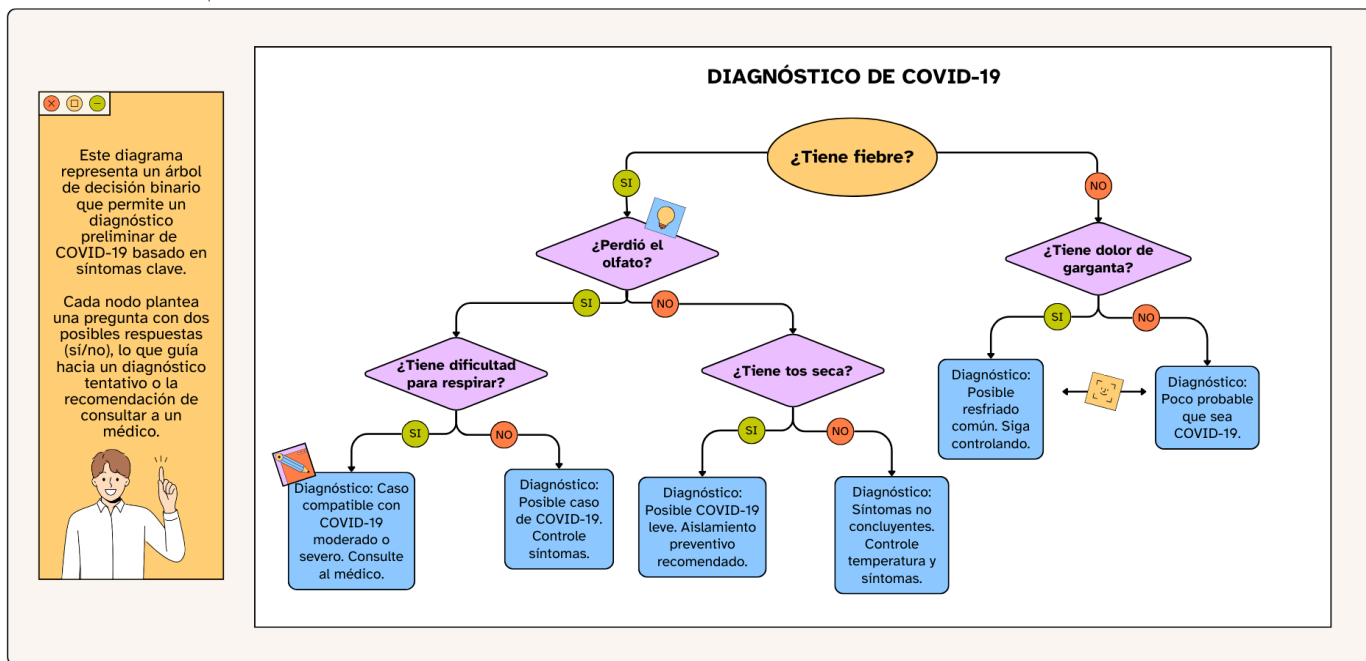 DIAGNÓSTICO DE COVID-19
Este diagrama
representa un árbol
de decisión binario
que permite un
diagnóstico
preliminar de
COVID-19 basado en
síntomas clave.
Cada nodo plantea
una pregunta con dos
posibles respuestas
(sí/no), lo que guía
hacia un diagnóstico
tentativo o la
recomendación de
consultar a un
médico.
¿Tiene fiebre?
SI
NO
¿Perdió el
olfato?
¿Tiene dolor de
garganta?
SI
NO
SI
NO
¿Tiene dificultad
para respirar?
¿Tiene tos seca?
Diagnóstico:
Posible
resfriado
común. Siga
controlando.
Diagnóstico:
Poco probable
que sea
COVID-19.
SI
NO
SI
NO
Diagnóstico: Caso
compatible con
COVID-19
moderado o
severo. Consulte
al médico.
Diagnóstico:
Posible caso
de COVID-19.
Controle
síntomas.
Diagnóstico:
Posible COVID-19
leve. Aislamiento
preventivo
recomendado.
Diagnóstico:
Síntomas no
concluyentes.
Controle
temperatura y
síntomas.